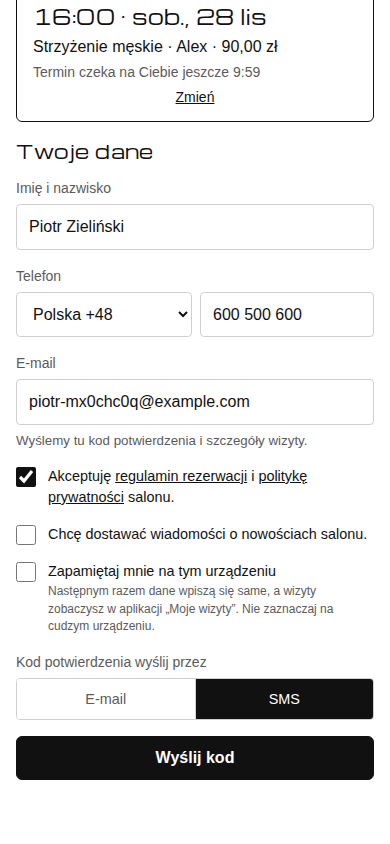 16:00 · sob., 28 lis
Strzyżenie męskie · Alex · 90,00 zł
Termin czeka na Ciebie jeszcze 9:59
Zmień
Twoje dane
Imię i nazwisko
Piotr Zieliński
Telefon
Polska +48
600 500 600
E-mail
piotr-mx0chc0q@example.com
Wyślemy tu kod potwierdzenia i szczegóły wizyty.
Akceptuję regulamin rezerwacji i politykę
prywatności salonu.
Chcę dostawać wiadomości o nowościach salonu.
Zapamiętaj mnie na tym urządzeniu
Następnym razem dane wpiszą się same, a wizyty
zobaczysz w aplikacji „Moje wizyty”. Nie zaznaczaj na
cudzym urządzeniu.
Kod potwierdzenia wyślij przez
E-mail
SMS
Wyślij kod